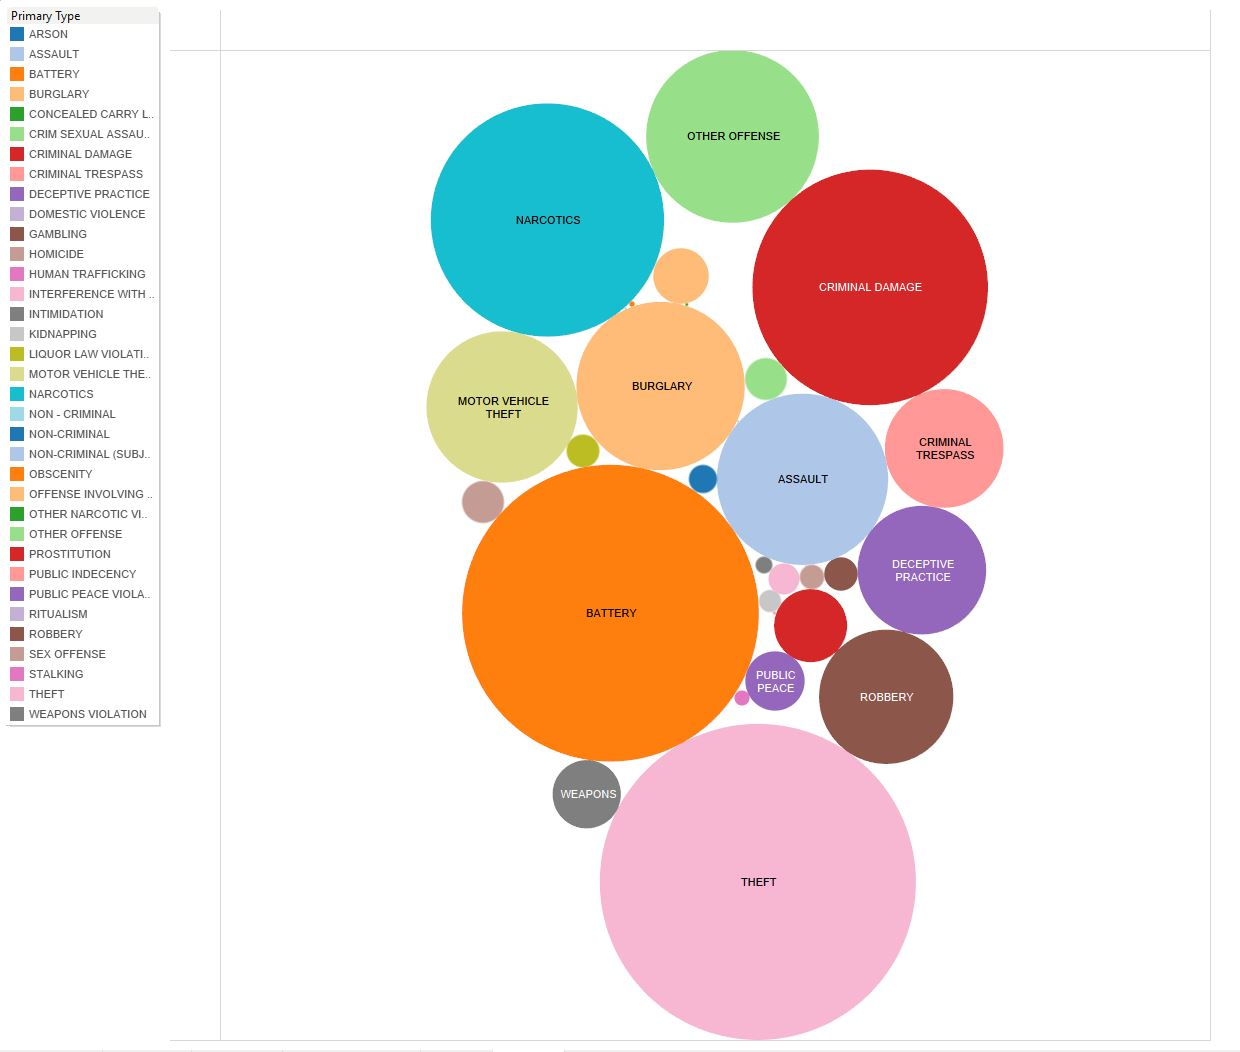 Primary Type
ARSON
ASSAULT
BATTERY
BURGLARY
CONCEALED CARRY L..
CRIM SEXUAL ASSAU..
CRIMINAL DAMAGE
CRIMINAL TRESPASS
DECEPTIVE PRACTICE
DOMESTIC VIOLENCE
GAMBLING
HOMICIDE
HUMAN TRAFFICKING
INTERFERENCE WITH ..
INTIMIDATION
KIDNAPPING
LIQUOR LAW VIOLATI..
MOTOR VEHICLE THE..
NARCOTICS
NON - CRIMINAL
NON-CRIMINAL
NON-CRIMINAL (SUBJ..
OBSCENITY
OFFENSE INVOLVING ..
OTHER NARCOTIC VI..
OTHER OFFENSE
PROSTITUTION
PUBLIC INDECENCY
PUBLIC PEACE VIOLA..
RITUALISM
ROBBERY
SEX OFFENSE
STALKING
THEFT
WEAPONS VIOLATION
OTHER OFFENSE
NARCOTICS
CRIMINAL DAMAGE
BURGLARY
MOTOR VEHICLE
THEFT
CRIMINAL
TRESPASS
ASSAULT
DECEPTIVE
PRACTICE
BATTERY
PUBLIC
PEACE
ROBBERY
WEAPONS
THEFT